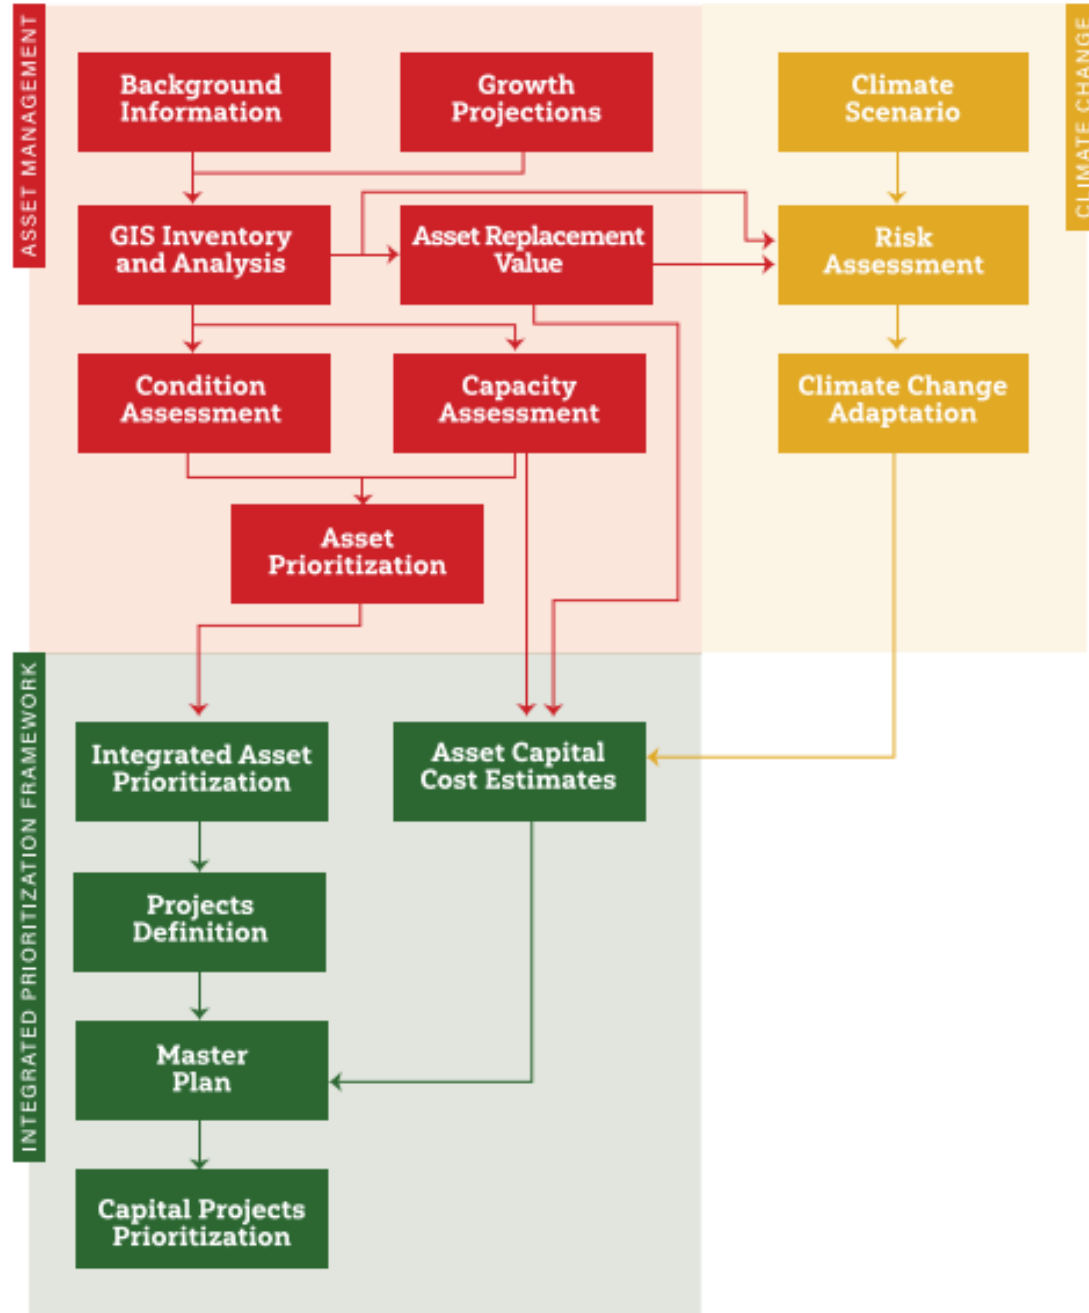 ASSET MANAGEMENT
CLIMATE CHANGE
Background
Information
Growth
Projections
Climate
Scenario
GIS Inventory
and Analysis
Asset Replacement
Value
Risk
Assessment
Condition
Assessment
Capacity
Assessment
Climate Change
Adaptation
Asset
Prioritization
INTEGRATED PRIORITIZATION FRAMEWORK
Integrated Asset
Prioritization
Asset Capital
Cost Estimates
Projects
Definition
Master
Plan
Capital Projects
Prioritization